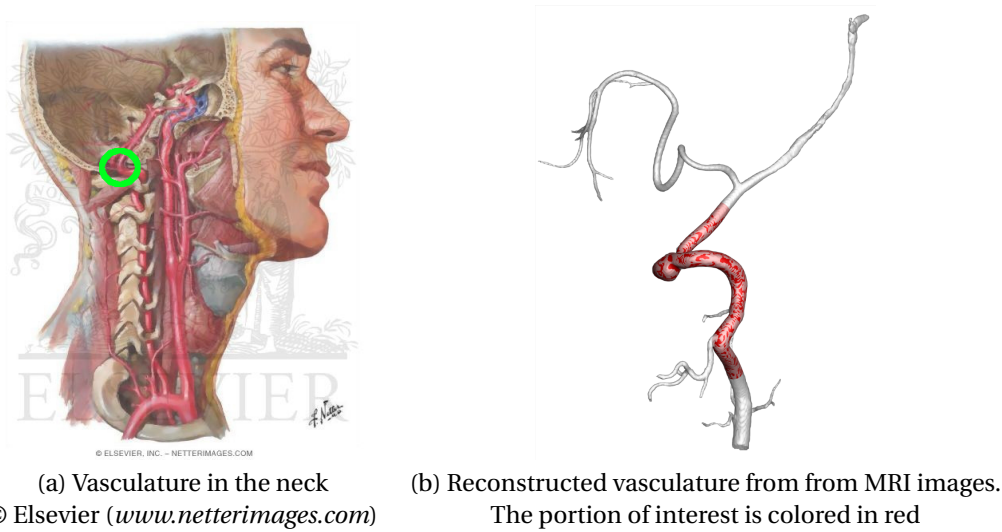 ELSEVIER
F. Netter
© ELSEVIER, INC. – NETTERIMAGES.COM
(a) Vasculature in the neck
© Elsevier (www.netterimages.com)
(b) Reconstructed vasculature from from MRI images.
The portion of interest is colored in red